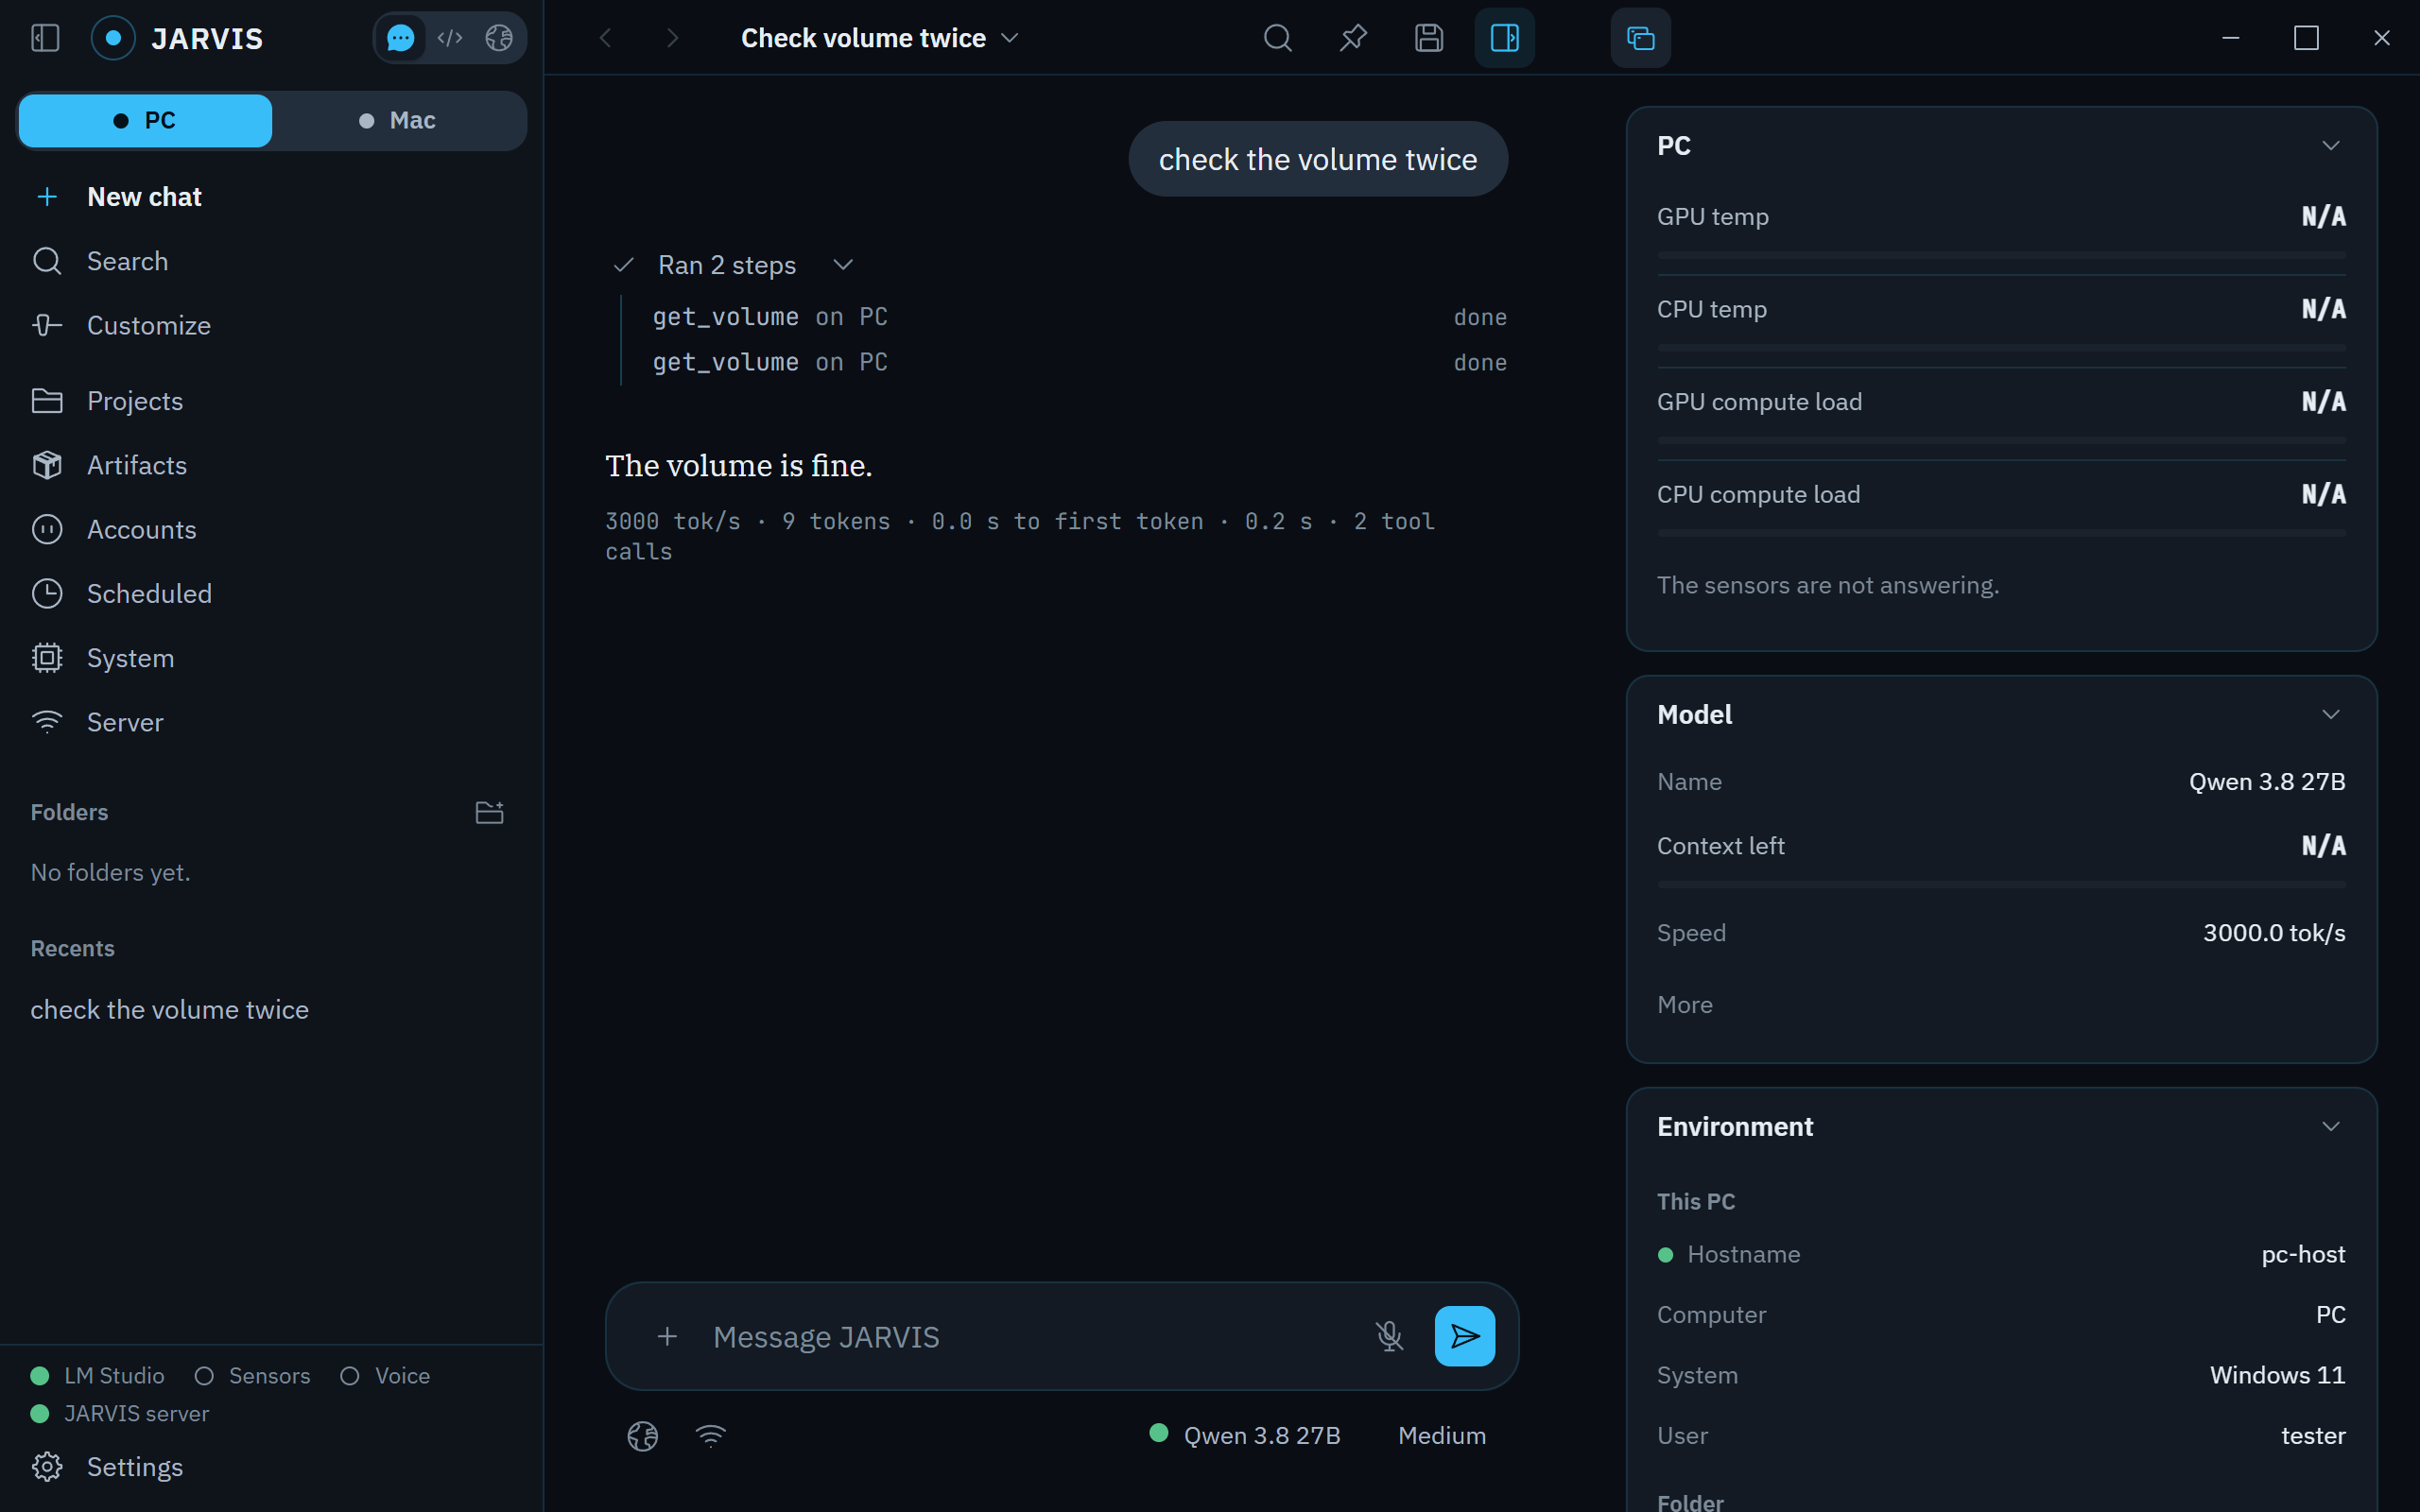 JARVIS
PC
Mac
New chat
Search
Customize
Projects
Artifacts
Accounts
Scheduled
System
Server
Folders
No folders yet.
Recents
check the volume twice
LM Studio
Sensors
Voice
JARVIS server
Settings
Check volume twice
check the volume twice
Ran 2 steps
get_volume on PC done
get_volume on PC done
The volume is fine.
3000 tok/s · 9 tokens · 0.0 s to first token · 0.2 s · 2 tool
calls
Message JARVIS
Qwen 3.8 27B
Medium
PC
GPU temp N/A
CPU temp N/A
GPU compute load N/A
CPU compute load N/A
The sensors are not answering.
Model
Name Qwen 3.8 27B
Context left N/A
Speed 3000.0 tok/s
More
Environment
This PC
Hostname pc-host
Computer PC
System Windows 11
User tester
Folder